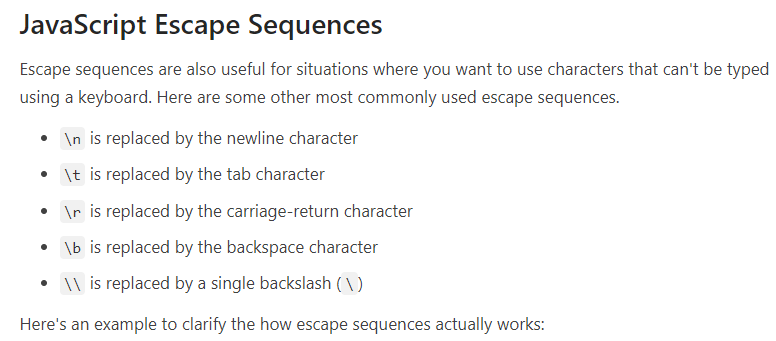 JavaScript Escape Sequences
Escape sequences are also useful for situations where you want to use characters that can't be typed
using a keyboard. Here are some other most commonly used escape sequences.
• \n is replaced by the newline character
• \t is replaced by the tab character
• \r is replaced by the carriage-return character
• \b is replaced by the backspace character
• \\ is replaced by a single backslash (\)
Here's an example to clarify the how escape sequences actually works: